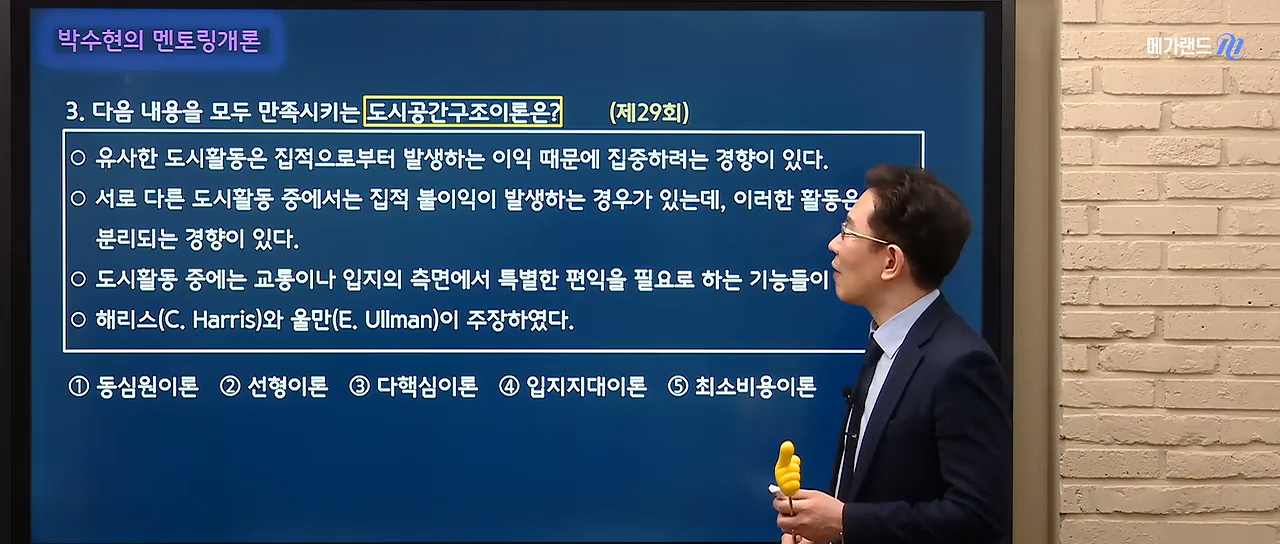 박수현의 멘토링개론
메가랜드
3. 다음 내용을 모두 만족시키는 도시공간구조이론은? (제29회)
○ 유사한 도시활동은 집적으로부터 발생하는 이익 때문에 집중하려는 경향이 있다.
○ 서로 다른 도시활동 중에서는 집적 불이익이 발생하는 경우가 있는데, 이러한 활동은
분리되는 경향이 있다.
○ 도시활동 중에는 교통이나 입지의 측면에서 특별한 편익을 필요로 하는 기능들이
○ 해리스(C. Harris)와 울만(E. Ullman)이 주장하였다.
① 동심원이론 ② 선형이론 ③ 다핵심이론 ④ 입지지대이론 ⑤ 최소비용이론